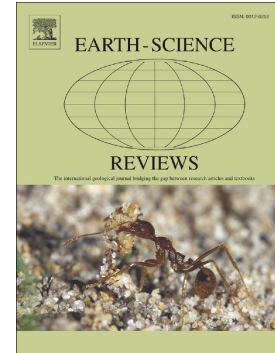 ISSN: 0012-8252
ELSEVIER
EARTH-SCIENCE
REVIEWS
The international geological journal bridging the gap between research articles and textbooks